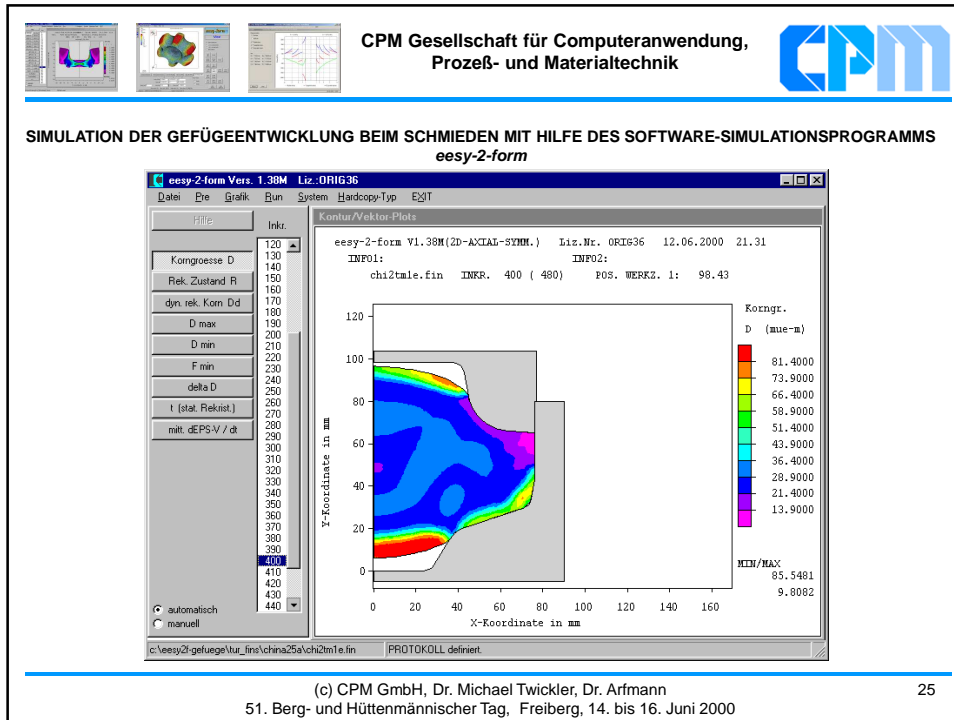 CPM Gesellschaft für Computeranwendung,
Prozeß- und Materialtechnik
CPM
SIMULATION DER GEFÜGEENTWICKLUNG BEIM SCHMIEDEN MIT HILFE DES SOFTWARE-SIMULATIONSPROGRAMMS
eesy-2-form
eesy-2-form Vers. 1.38M Liz.:ORIG36
Datei Pre Grafik Run System Hardcopy-Typ EXIT
Hilfe
Inkr.
Korngroesse D
Rek. Zustand R
dyn. rek. Korn Dd
D max
D min
F min
delta D
t (stat. Rekrist.)
mitt. dEPS-V / dt
120
130
140
150
160
170
180
190
200
210
220
230
240
250
260
270
280
290
300
310
320
330
340
350
360
370
380
390
400
410
420
430
440
automatisch
manuell
Kontur/Vektor-Plots
eesy-2-form V1.38M(2D-AXIAL-SYMM.) Liz.Nr. ORIG36 12.06.2000 21.31
INFO1: INFO2:
chi2tm1e.fin INKR. 400 ( 480) POS. WERKZ. 1: 98.43
Y-Koordinate in mm
120
100
80
60
40
20
0
0 20 40 60 80 100 120 140 160
X-Koordinate in mm
Korngr.
D (mue-m)
81.4000
73.9000
66.4000
58.9000
51.4000
43.9000
36.4000
28.9000
21.4000
13.9000
MIN/MAX
85.5481
9.8082
c:\eesy2f-gefuege\tur_fins\china25a\chi2tm1e.fin PROTOKOLL definiert.
(c) CPM GmbH, Dr. Michael Twickler, Dr. Arfmann
25
51. Berg- und Hüttenmännischer Tag, Freiberg, 14. bis 16. Juni 2000